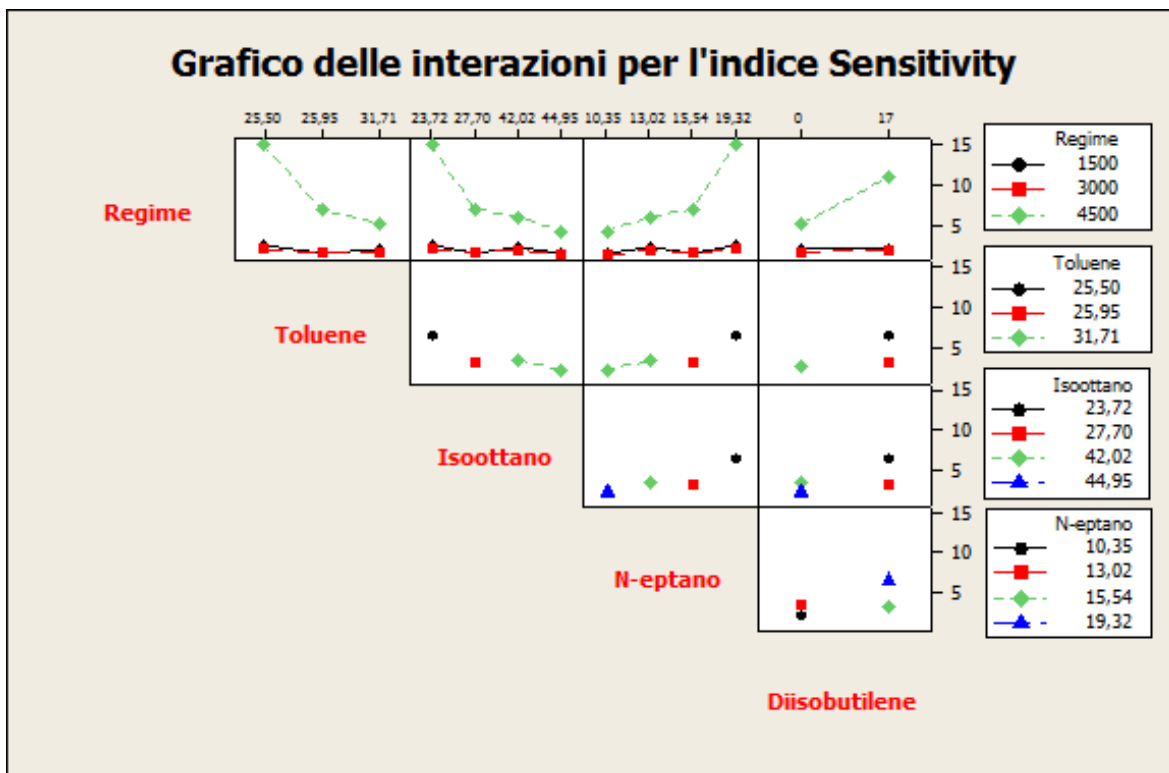 Grafico delle interazioni per l'indice Sensitivity
25,50 25,95 31,71 23,72 27,70 42,02 44,95 10,35 13,02 15,54 19,32 0 17
Regime
15
10
5
Regime
1500
3000
4500
Toluene
15
10
5
Toluene
25,50
25,95
31,71
Isoottano
15
10
5
Isoottano
23,72
27,70
42,02
44,95
N-eptano
15
10
5
N-eptano
10,35
13,02
15,54
19,32
Diisobutilene